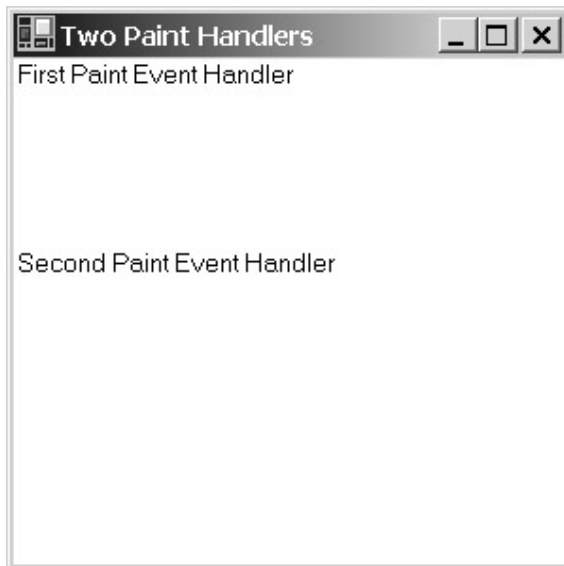 Two Paint Handlers
First Paint Event Handler
Second Paint Event Handler